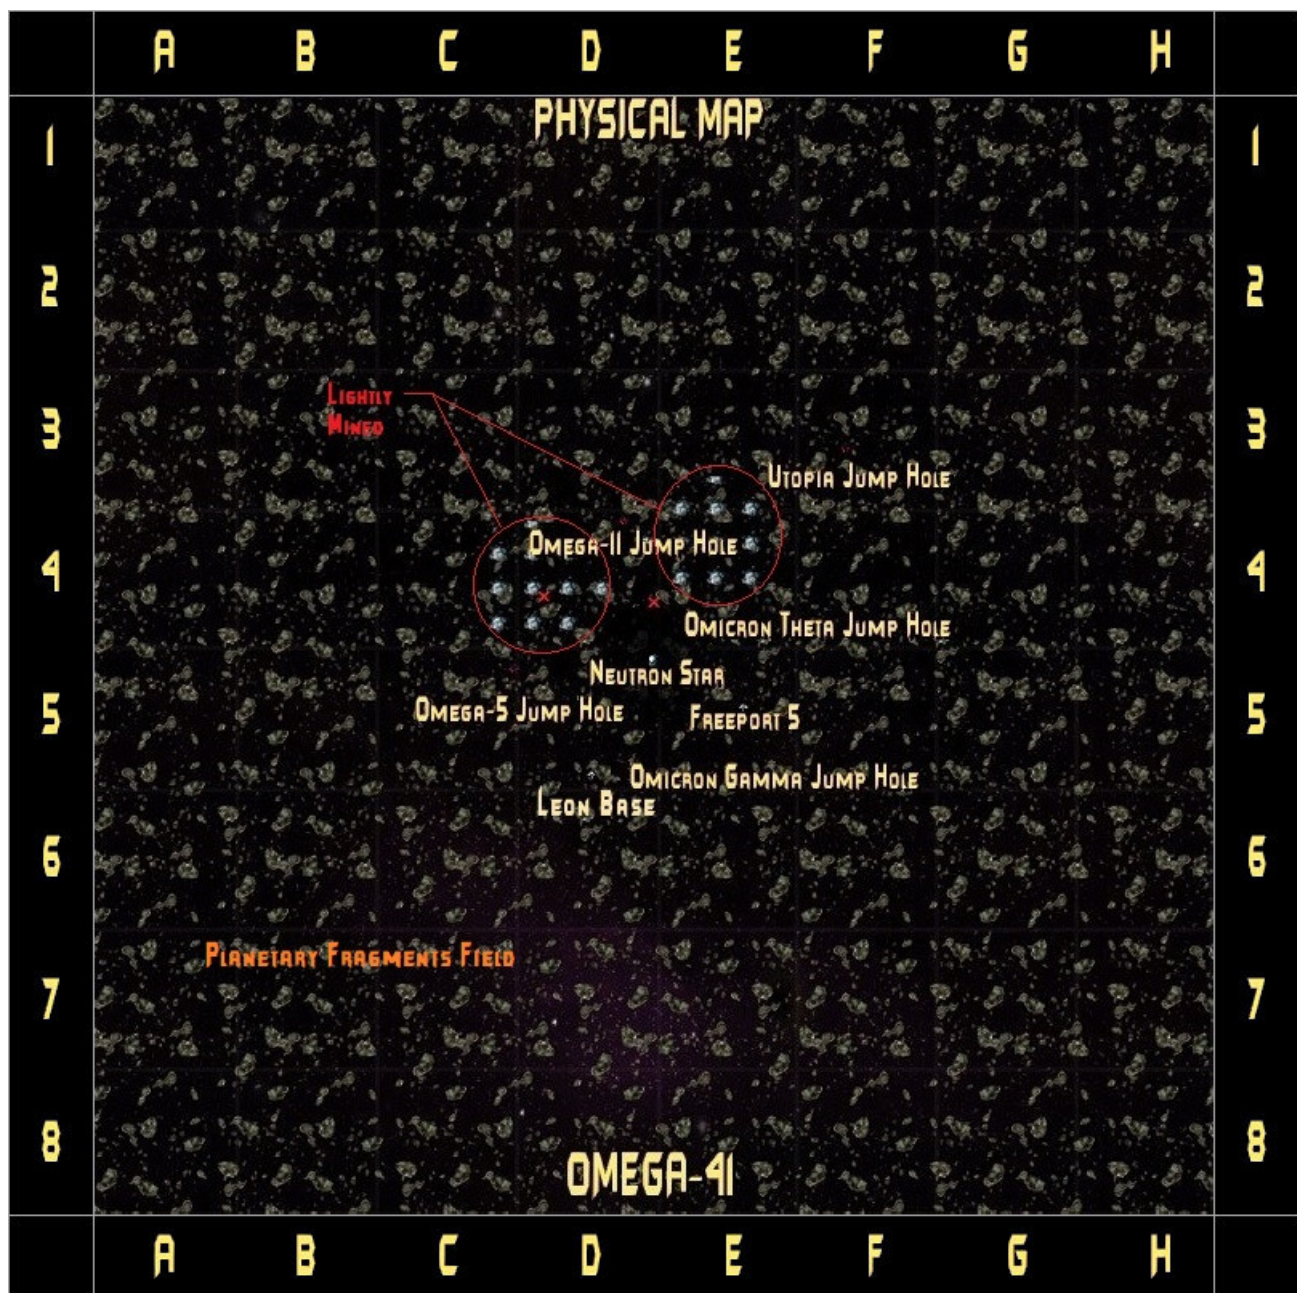 A B C D E F G H
PHYSICAL MAP
1 1
2 2
Lightly
Mined
3 3
Utopia Jump Hole
Omega-11 Jump Hole
4 4
Omicron Theta Jump Hole
Neutron Star
Omega-5 Jump Hole
Freeport 5
5 5
Omicron Gamma Jump Hole
Leon Base
6 6
Planetary Fragments Field
7 7
8 8
OMEGA-41
A B C D E F G H